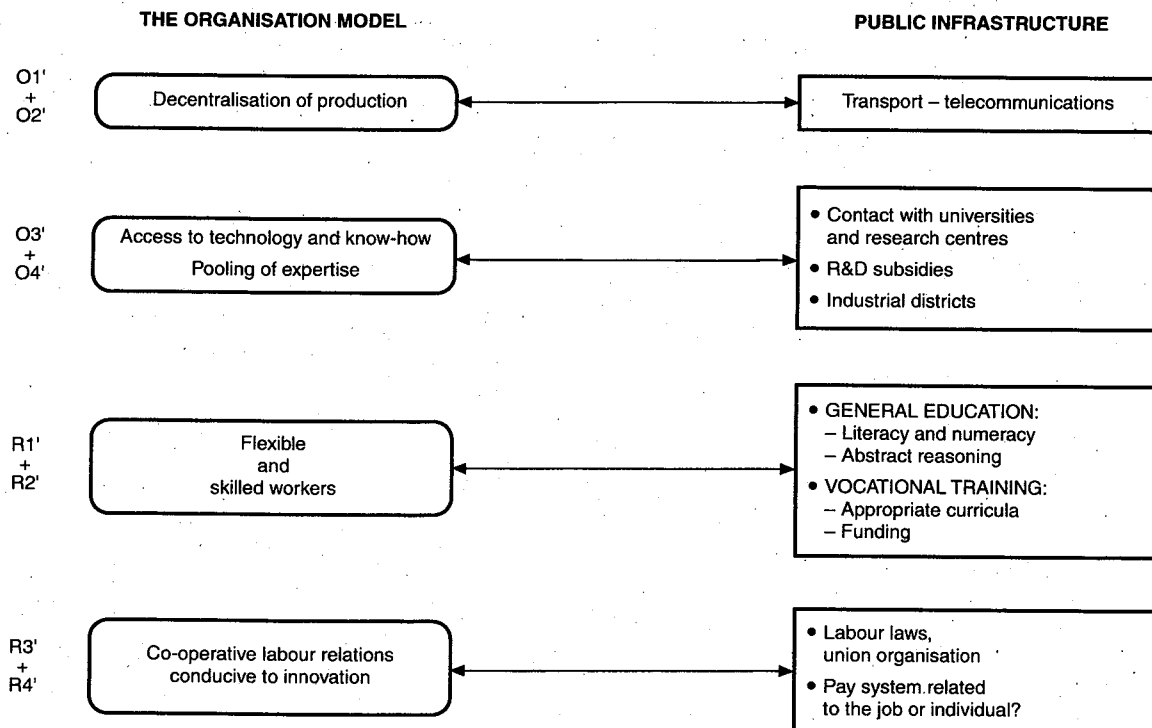 THE ORGANISATION MODEL
PUBLIC INFRASTRUCTURE
O1'
+
O2'
Decentralisation of production
Transport – telecommunications
O3'
+
O4'
Access to technology and know-how
Pooling of expertise
• Contact with universities
and research centres
• R&D subsidies
• Industrial districts
R1'
+
R2'
Flexible
and
skilled workers
• GENERAL EDUCATION:
– Literacy and numeracy
– Abstract reasoning
• VOCATIONAL TRAINING:
– Appropriate curricula
– Funding
R3'
+
R4'
Co-operative labour relations
conducive to innovation
• Labour laws,
union organisation
• Pay system related
to the job or individual?